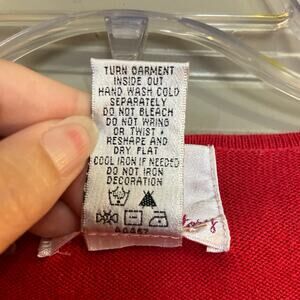 TURN GARMENT
INSIDE OUT
HAND WASH COLD
SEPARATELY
DO NOT BLEACH
DO NOT WRING
OR TWIST •
RESHAPE AND
DRY FLAT
COOL IRON IF NEEDED
DO NOT IRON
DECORATION